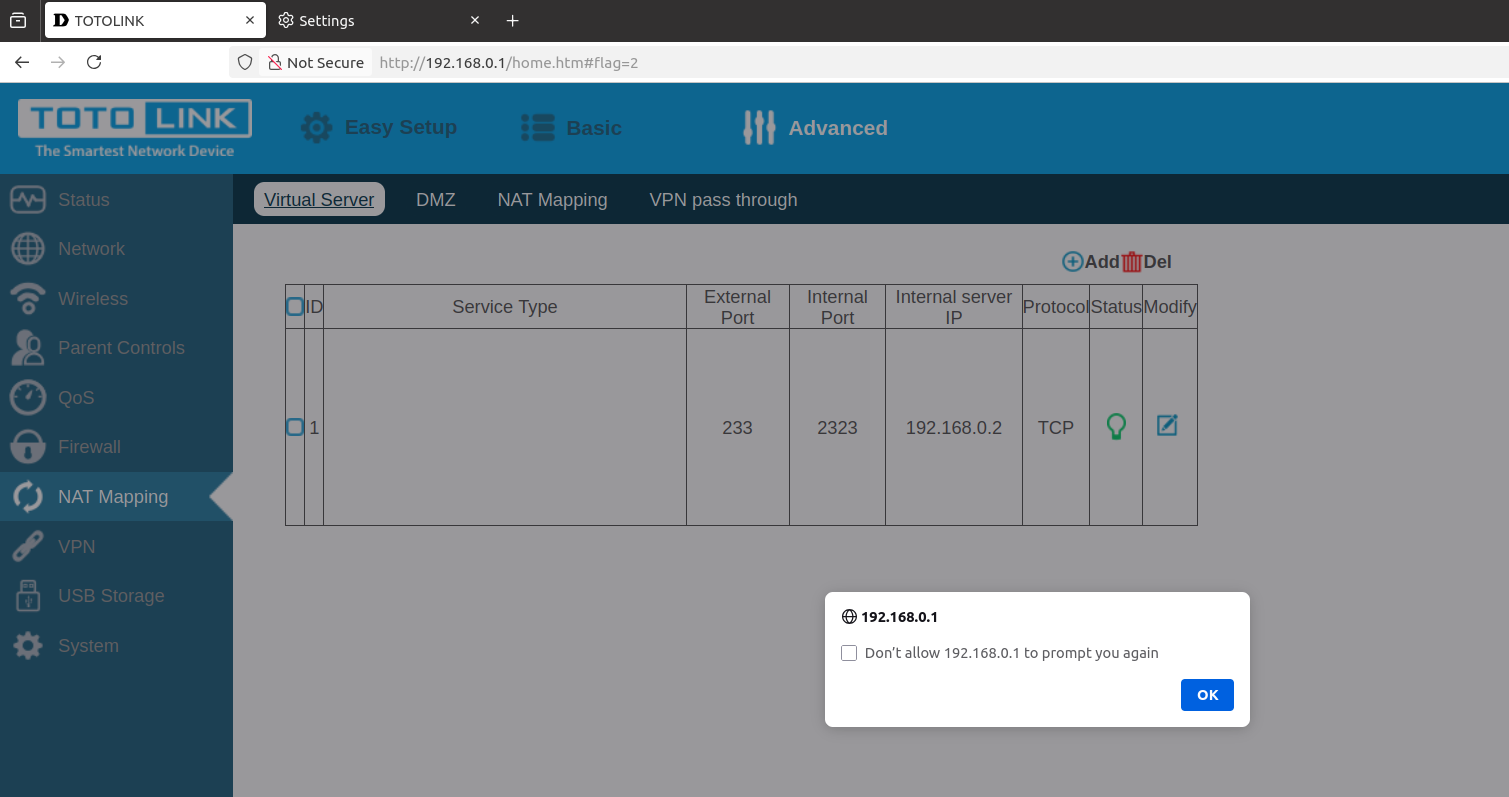 TOTOLINK
Settings
Not Secure http://192.168.0.1/home.htm#flag=2
TOTO LINK
The Smartest Network Device
Easy Setup
Basic
Advanced
Status
Network
Wireless
Parent Controls
QoS
Firewall
NAT Mapping
VPN
USB Storage
System
Virtual Server DMZ NAT Mapping VPN pass through
Add Del
ID Service Type External Port Internal Port Internal server IP Protocol Status Modify
1 233 2323 192.168.0.2 TCP
192.168.0.1
Don't allow 192.168.0.1 to prompt you again
OK